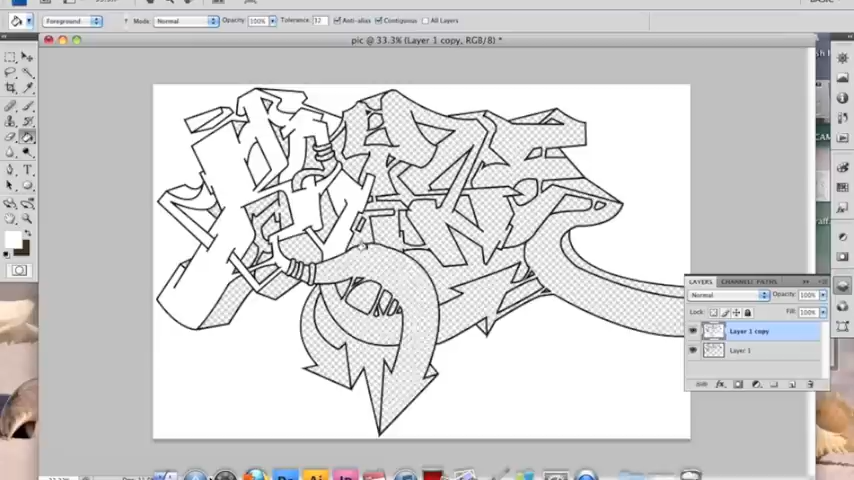 BASIC
Foreground Mode: Normal Opacity: 100% Tolerance: 32 Anti-alias Contiguous All Layers
pic @ 33.3% (Layer 1 copy, RGB/8) *
LAYERS CHANNELS PATHS
Normal Opacity: 100%
Lock: Fill: 100%
Layer 1 copy
Layer 1